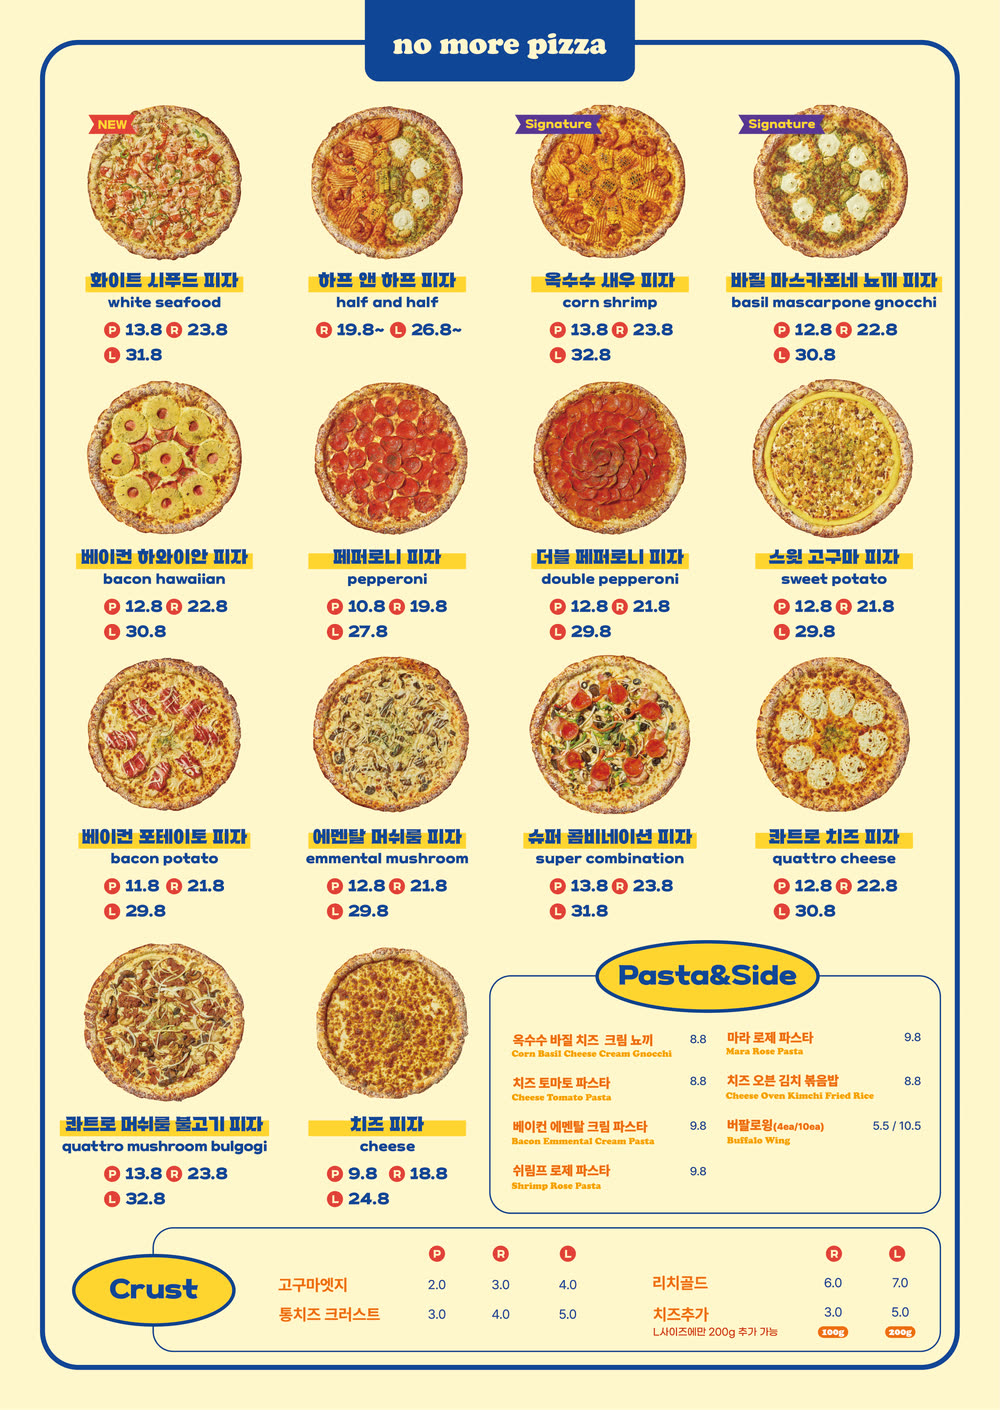 no more pizza
NEW
화이트 시푸드 피자
white seafood
P 13.8 R 23.8
L 31.8
하프 앤 하프 피자
half and half
R 19.8~ L 26.8~
Signature
옥수수 새우 피자
corn shrimp
P 13.8 R 23.8
L 32.8
Signature
바질 마스카포네 뇨끼 피자
basil mascarpone gnocchi
P 12.8 R 22.8
L 30.8
베이컨 하와이안 피자
bacon hawaiian
P 12.8 R 22.8
L 30.8
페퍼로니 피자
pepperoni
P 10.8 R 19.8
L 27.8
더블 페퍼로니 피자
double pepperoni
P 12.8 R 21.8
L 29.8
스윗 고구마 피자
sweet potato
P 12.8 R 21.8
L 29.8
베이컨 포테이토 피자
bacon potato
P 11.8 R 21.8
L 29.8
에멘탈 머쉬룸 피자
emmental mushroom
P 12.8 R 21.8
L 29.8
슈퍼 콤비네이션 피자
super combination
P 13.8 R 23.8
L 31.8
콰트로 치즈 피자
quattro cheese
P 12.8 R 22.8
L 30.8
콰트로 머쉬룸 불고기 피자
quattro mushroom bulgogi
P 13.8 R 23.8
L 32.8
치즈 피자
cheese
P 9.8 R 18.8
L 24.8
Pasta&Side
옥수수 바질 치즈 크림 뇨끼 8.8
Corn Basil Cheese Cream Gnocchi
치즈 토마토 파스타 8.8
Cheese Tomato Pasta
베이컨 에멘탈 크림 파스타 9.8
Bacon Emmental Cream Pasta
쉬림프 로제 파스타 9.8
Shrimp Rose Pasta
마라 로제 파스타 9.8
Mara Rose Pasta
치즈 오븐 김치 볶음밥 8.8
Cheese Oven Kimchi Fried Rice
버팔로윙(4ea/10ea) 5.5 / 10.5
Buffalo Wing
Crust
P R L
고구마엣지 2.0 3.0 4.0
통치즈 크러스트 3.0 4.0 5.0
R L
리치골드 6.0 7.0
치즈추가 3.0 5.0
L사이즈에만 200g 추가 가능 100g 200g